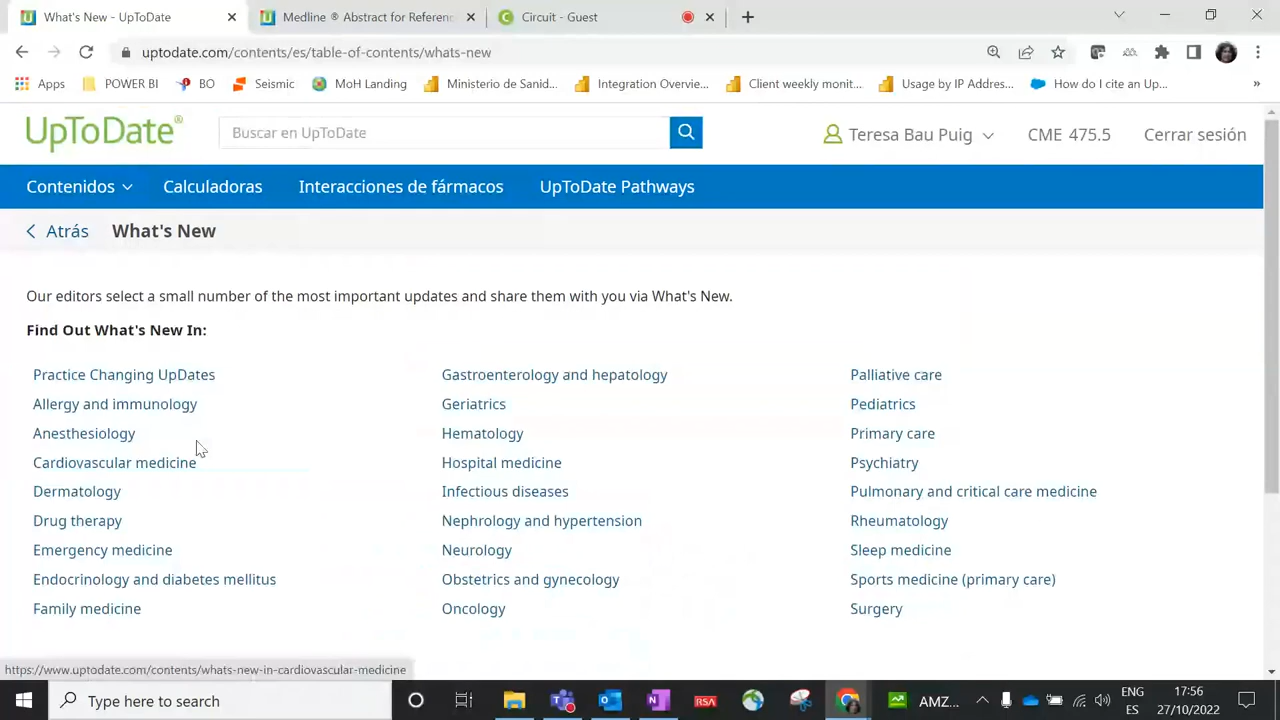 What's New - UpToDate
Medline ® Abstract for Referenc
Circuit - Guest
uptodate.com/contents/es/table-of-contents/whats-new
Apps
POWER BI
BO
Seismic
MoH Landing
Ministerio de Sanid...
Integration Overvie...
Client weekly monit...
Usage by IP Addres...
How do I cite an Up...
UpToDate®
Buscar en UpToDate
Teresa Bau Puig
CME 475.5
Cerrar sesión
Contenidos
Calculadoras
Interacciones de fármacos
UpToDate Pathways
Atrás
What's New
Our editors select a small number of the most important updates and share them with you via What's New.
Find Out What's New In:
Practice Changing UpDates
Allergy and immunology
Anesthesiology
Cardiovascular medicine
Dermatology
Drug therapy
Emergency medicine
Endocrinology and diabetes mellitus
Family medicine
Gastroenterology and hepatology
Geriatrics
Hematology
Hospital medicine
Infectious diseases
Nephrology and hypertension
Neurology
Obstetrics and gynecology
Oncology
Palliative care
Pediatrics
Primary care
Psychiatry
Pulmonary and critical care medicine
Rheumatology
Sleep medicine
Sports medicine (primary care)
Surgery
https://www.uptodate.com/contents/whats-new-in-cardiovascular-medicine
Type here to search
RSA
AMZ...
ENG
ES
17:56
27/10/2022